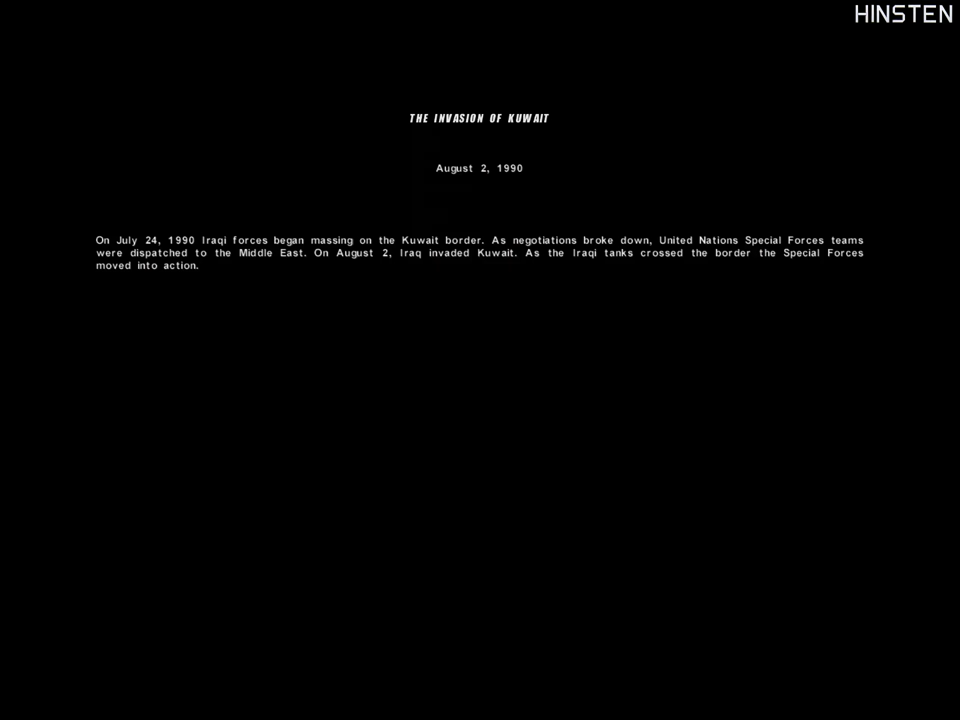 HINSTEN
THE INVASION OF KUWAIT
August 2, 1990
On July 24, 1990 Iraqi forces began massing on the Kuwait border. As negotiations broke down, United Nations Special Forces teams
were dispatched to the Middle East. On August 2, Iraq invaded Kuwait. As the Iraqi tanks crossed the border the Special Forces
moved into action.